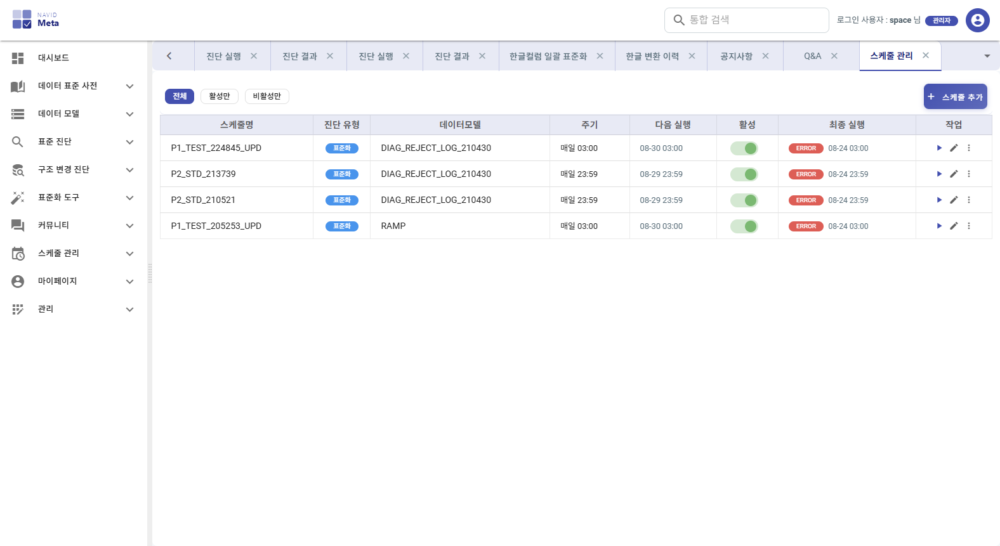 NAVID
Meta
통합 검색
로그인 사용자 : space 님
관리자
대시보드
데이터 표준 사전
데이터 모델
표준 진단
구조 변경 진단
표준화 도구
커뮤니티
스케줄 관리
마이페이지
관리
진단 실행
진단 결과
진단 실행
진단 결과
한글컬럼 일괄 표준화
한글 변환 이력
공지사항
Q&A
스케줄 관리
전체
활성만
비활성만
+ 스케줄 추가
스케줄명 진단 유형 데이터모델 주기 다음 실행 활성 최종 실행 작업
P1_TEST_224845_UPD 표준화 DIAG_REJECT_LOG_210430 매일 03:00 08-30 03:00 ERROR 08-24 03:00
P2_STD_213739 표준화 DIAG_REJECT_LOG_210430 매일 23:59 08-29 23:59 ERROR 08-24 23:59
P2_STD_210521 표준화 DIAG_REJECT_LOG_210430 매일 23:59 08-29 23:59 ERROR 08-24 23:59
P1_TEST_205253_UPD 표준화 RAMP 매일 03:00 08-30 03:00 ERROR 08-24 03:00